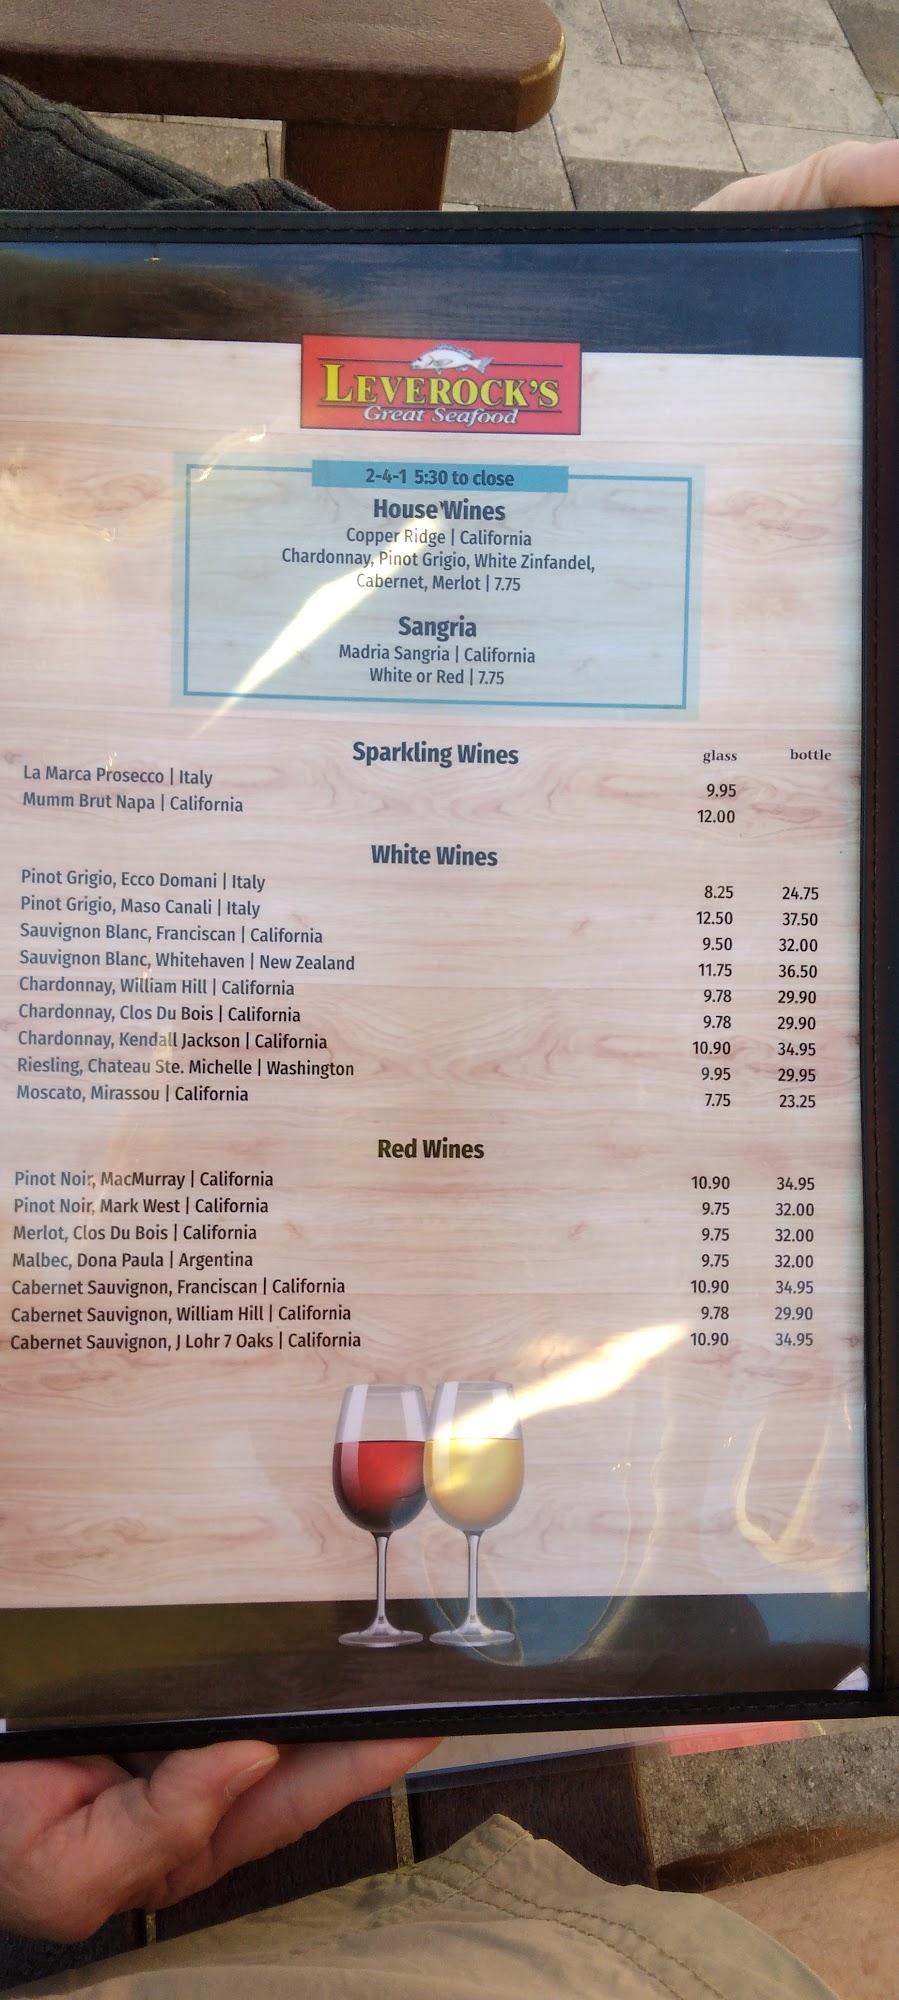 LEVEROCK'S
Great Seafood
2-4-1 5:30 to close
House Wines
Copper Ridge | California
Chardonnay, Pinot Grigio, White Zinfandel,
Cabernet, Merlot | 7.75
Sangria
Madria Sangria | California
White or Red | 7.75
Sparkling Wines glass bottle
La Marca Prosecco | Italy 9.95
Mumm Brut Napa | California 12.00
White Wines
Pinot Grigio, Ecco Domani | Italy 8.25 24.75
Pinot Grigio, Maso Canali | Italy 12.50 37.50
Sauvignon Blanc, Franciscan | California 9.50 32.00
Sauvignon Blanc, Whitehaven | New Zealand 11.75 36.50
Chardonnay, William Hill | California 9.78 29.90
Chardonnay, Clos Du Bois | California 9.78 29.90
Chardonnay, Kendall Jackson | California 10.90 34.95
Riesling, Chateau Ste. Michelle | Washington 9.95 29.95
Moscato, Mirassou | California 7.75 23.25
Red Wines
Pinot Noir, MacMurray | California 10.90 34.95
Pinot Noir, Mark West | California 9.75 32.00
Merlot, Clos Du Bois | California 9.75 32.00
Malbec, Dona Paula | Argentina 9.75 32.00
Cabernet Sauvignon, Franciscan | California 10.90 34.95
Cabernet Sauvignon, William Hill | California 9.78 29.90
Cabernet Sauvignon, J Lohr 7 Oaks | California 10.90 34.95